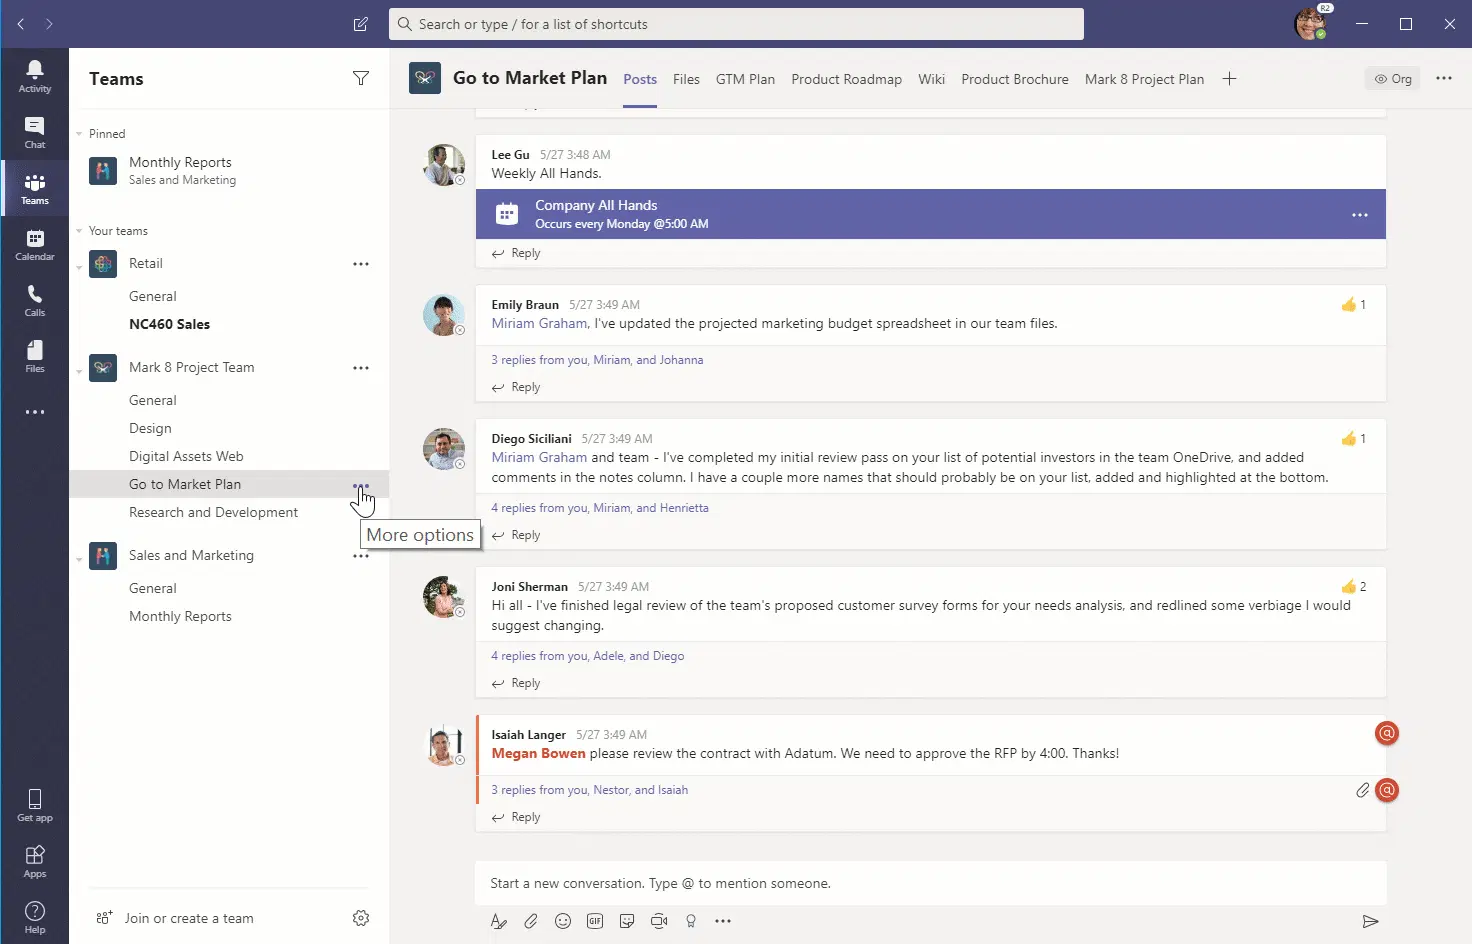 Search or type / for a list of shortcuts
R2
Activity
Chat
Teams
Calendar
Calls
Files
Get app
Apps
Help
Teams
Pinned
Monthly Reports
Sales and Marketing
Your teams
Retail
General
NC460 Sales
Mark 8 Project Team
General
Design
Digital Assets Web
Go to Market Plan
Research and Development
More options
Sales and Marketing
General
Monthly Reports
Join or create a team
Go to Market Plan
Posts Files GTM Plan Product Roadmap Wiki Product Brochure Mark 8 Project Plan
Org
Lee Gu 5/27 3:48 AM
Weekly All Hands.
Company All Hands
Occurs every Monday @5:00 AM
Reply
Emily Braun 5/27 3:49 AM
1
Miriam Graham, I've updated the projected marketing budget spreadsheet in our team files.
3 replies from you, Miriam, and Johanna
Reply
Diego Siciliani 5/27 3:49 AM
1
Miriam Graham and team - I've completed my initial review pass on your list of potential investors in the team OneDrive, and added
comments in the notes column. I have a couple more names that should probably be on your list, added and highlighted at the bottom.
4 replies from you, Miriam, and Henrietta
Reply
Joni Sherman 5/27 3:49 AM
2
Hi all - I've finished legal review of the team's proposed customer survey forms for your needs analysis, and redlined some verbiage I would
suggest changing.
4 replies from you, Adele, and Diego
Reply
Isaiah Langer 5/27 3:49 AM
Megan Bowen please review the contract with Adatum. We need to approve the RFP by 4:00. Thanks!
3 replies from you, Nestor, and Isaiah
Reply
Start a new conversation. Type @ to mention someone.
GIF